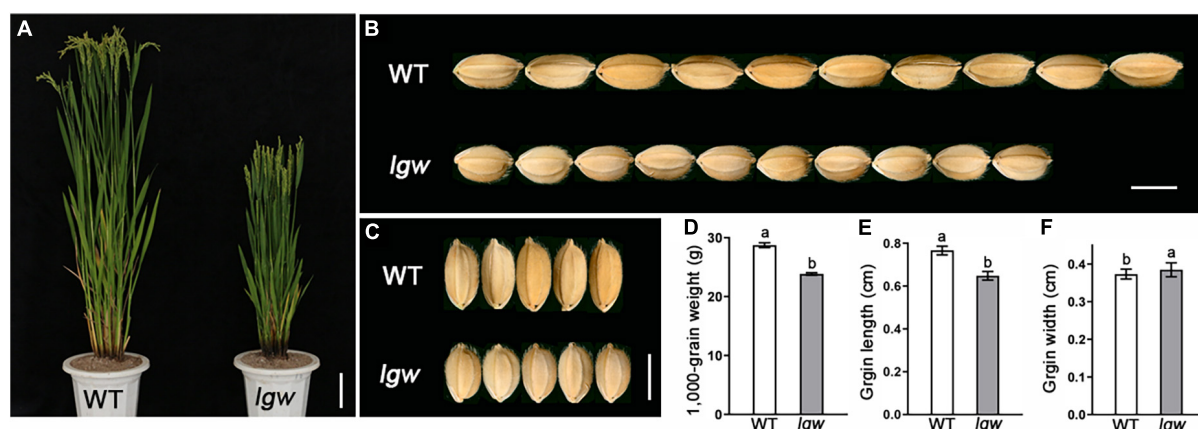 A
WT
lgw
B
WT
lgw
C
WT
lgw
D
1,000-grain weight (g)
30
20
10
0
a
b
WT
lgw
E
Grgin length (cm)
0.8
0.6
0.4
0.2
0.0
a
b
WT
lgw
F
Grgin width (cm)
0.4
0.3
0.2
0.1
0.0
b
a
WT
lgw